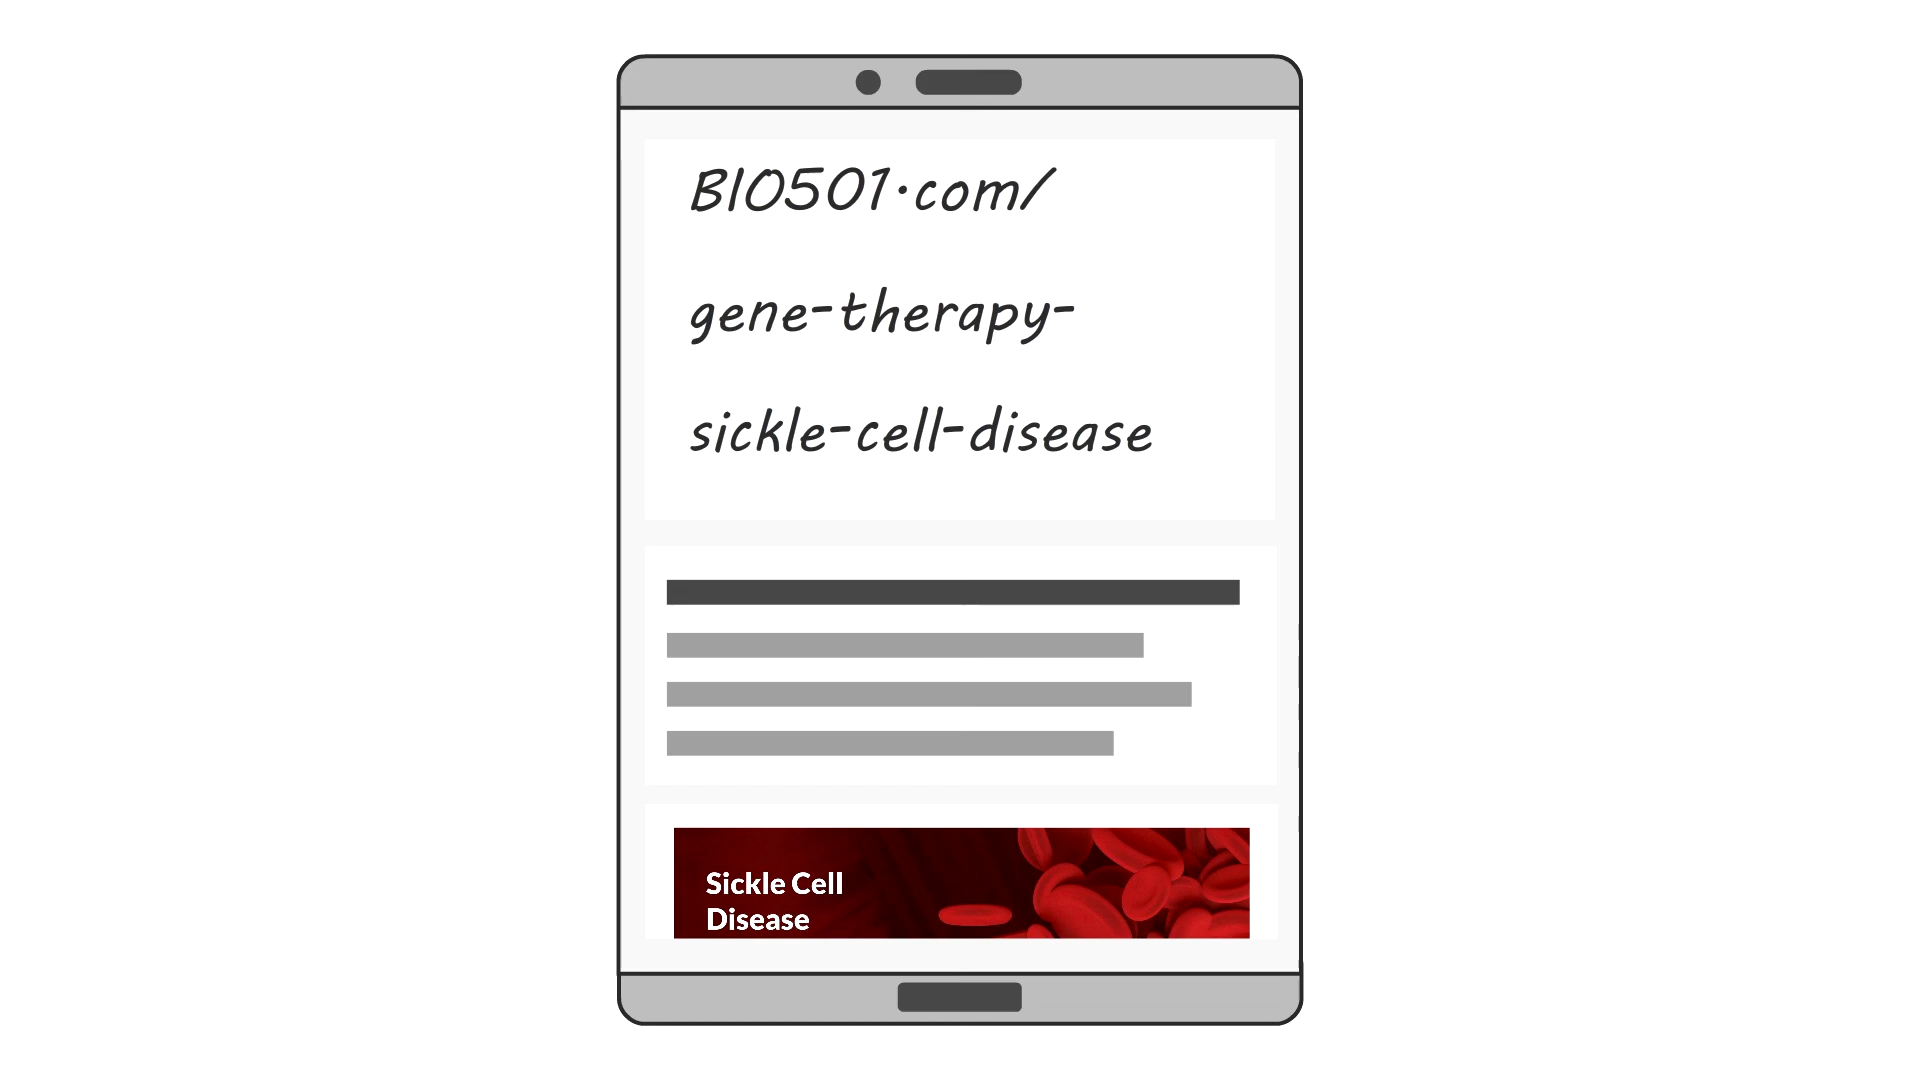 BIO501.com/
gene-therapy-
sickle-cell-disease
Sickle Cell
Disease